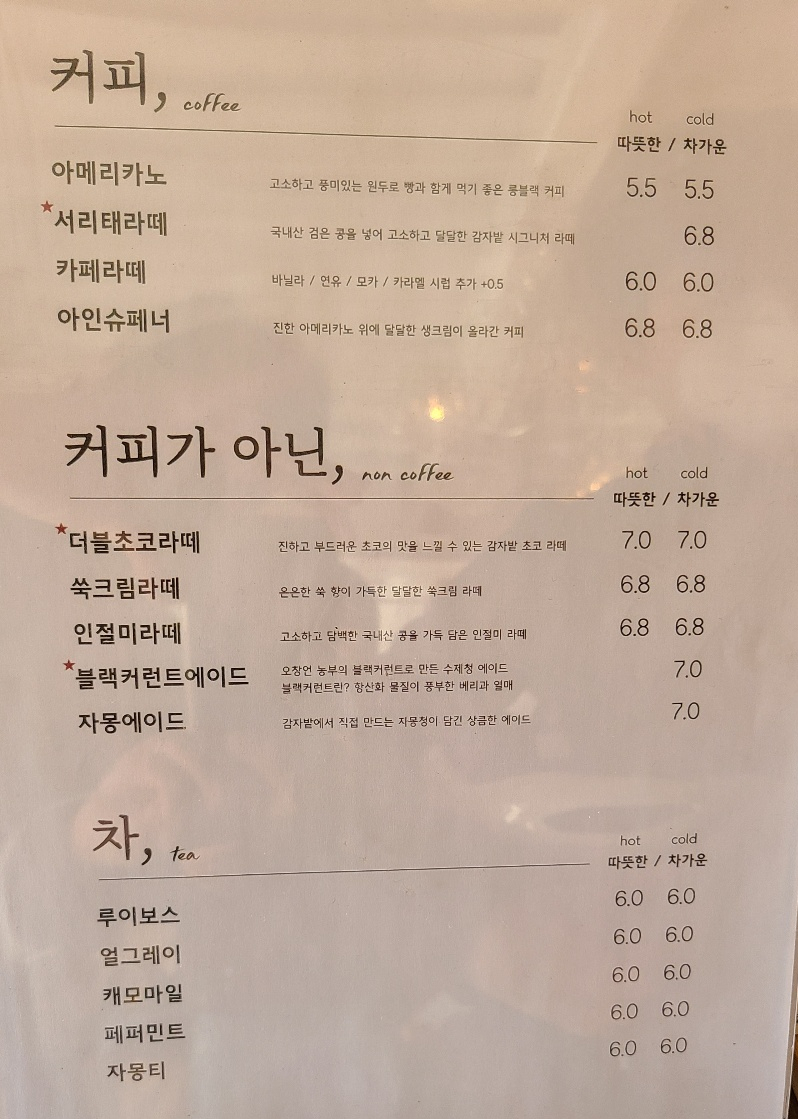 커피, coffee
hot cold
따뜻한 / 차가운
아메리카노 고소하고 풍미있는 원두로 빵과 함께 먹기 좋은 롱블랙 커피 5.5 5.5
★서리태라떼 국내산 검은 콩을 넣어 고소하고 달달한 감자밭 시그니처 라떼 6.8
카페라떼 바닐라 / 연유 / 모카 / 카라멜 시럽 추가 +0.5 6.0 6.0
아인슈페너 진한 아메리카노 위에 달달한 생크림이 올라간 커피 6.8 6.8
커피가 아닌, non coffee
hot cold
따뜻한 / 차가운
★더블초코라떼 진하고 부드러운 초코의 맛을 느낄 수 있는 감자밭 초코 라떼 7.0 7.0
쑥크림라떼 은은한 쑥 향이 가득한 달달한 쑥크림 라떼 6.8 6.8
인절미라떼 고소하고 담백한 국내산 콩을 가득 담은 인절미 라떼 6.8 6.8
★블랙커런트에이드 오창언 농부의 블랙커런트로 만든 수제청 에이드 7.0
블랙커런트란? 항산화 물질이 풍부한 베리과 열매
자몽에이드 감자밭에서 직접 만드는 자몽청이 담긴 상큼한 에이드 7.0
차, tea
hot cold
따뜻한 / 차가운
루이보스 6.0 6.0
얼그레이 6.0 6.0
캐모마일 6.0 6.0
페퍼민트 6.0 6.0
자몽티 6.0 6.0